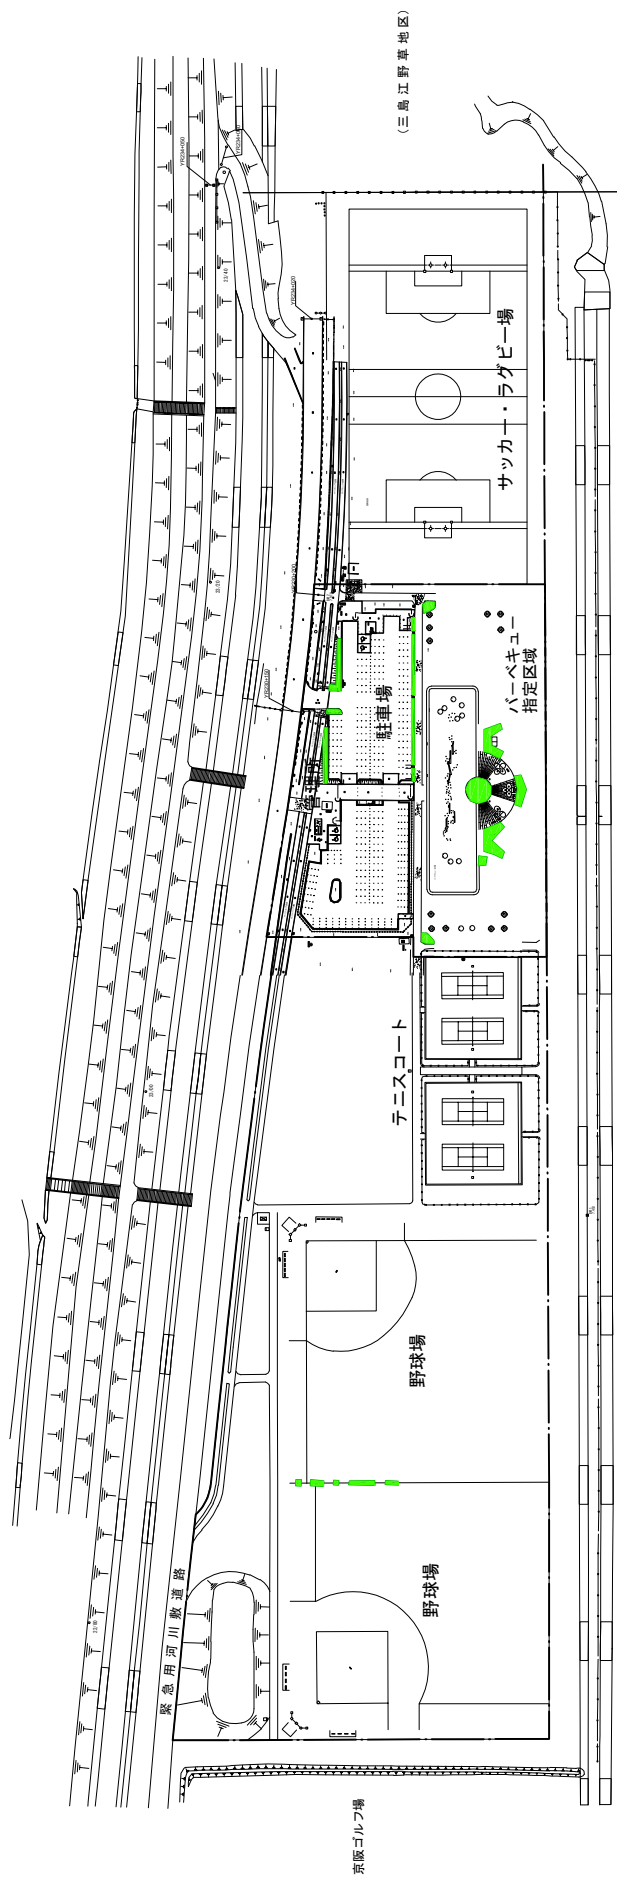 (三島江野草地区)
サッカー・ラグビー場
バーベキュー
指定区域
駐車場
テニスコート
野球場
野球場
緊急用河川敷道路
京阪ゴルフ場